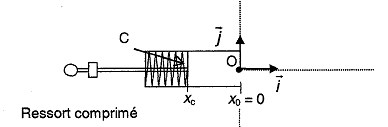 C
j
O
i
x_c x_0 = 0
Ressort comprimé